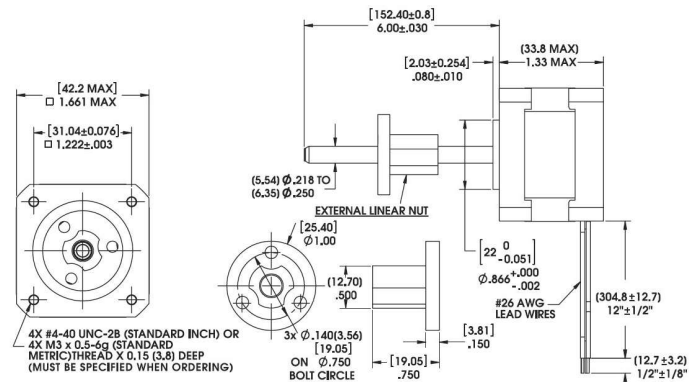 [152.40±0.8]
6.00±.030
(33.8 MAX)
1.33 MAX
[2.03±0.254]
.080±.010
[42.2 MAX]
□ 1.661 MAX
[31.04±0.076]
□ 1.222±.003
(5.54) Ø.218 TO
(6.35) Ø.250
EXTERNAL LINEAR NUT
[25.40]
Ø1.00
[22 0 -0.051]
Ø.866 +.000 -.002
#26 AWG
LEAD WIRES
(304.8±12.7)
12"±1/2"
(12.70)
.500
4X #4-40 UNC-2B (STANDARD INCH) OR
4X M3 x 0.5-6g (STANDARD
METRIC)THREAD X 0.15 (3.8) DEEP
(MUST BE SPECIFIED WHEN ORDERING)
3x Ø.140(3.56)
[19.05]
ON Ø.750
BOLT CIRCLE
[3.81]
.150
[19.05]
.750
(12.7±3.2)
1/2"±1/8"